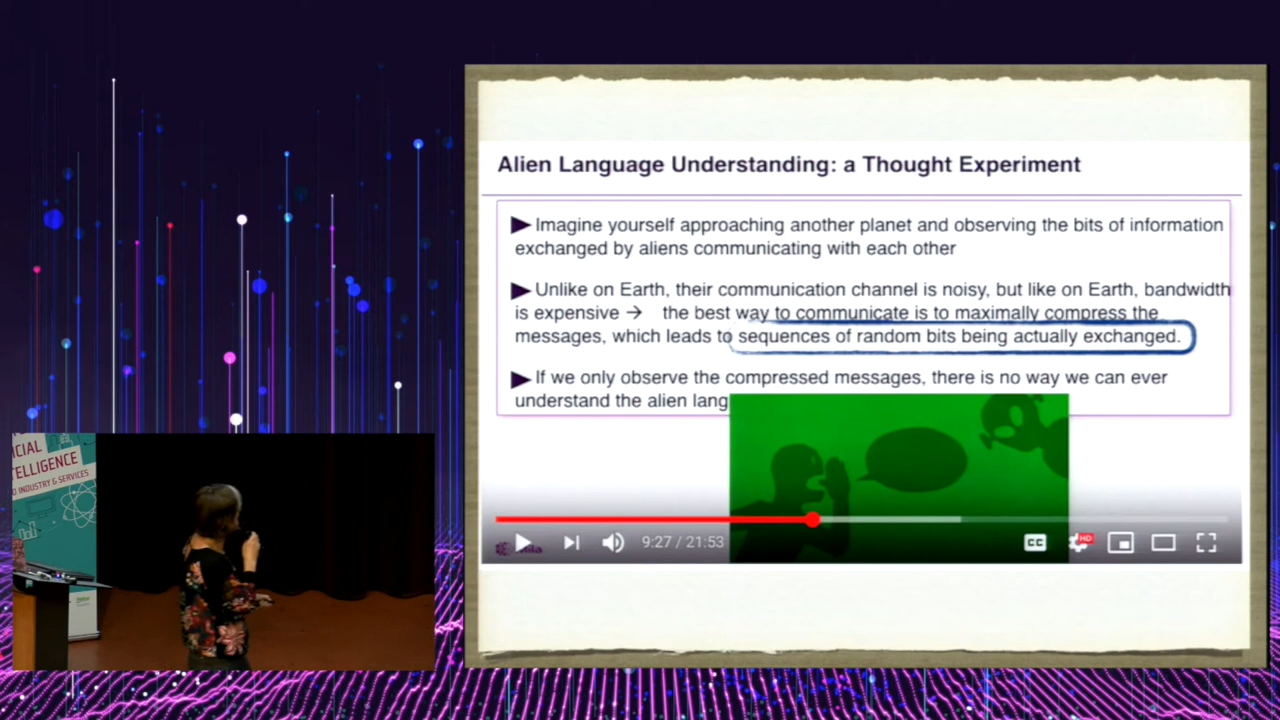 Alien Language Understanding: a Thought Experiment
Imagine yourself approaching another planet and observing the bits of information
exchanged by aliens communicating with each other
Unlike on Earth, their communication channel is noisy, but like on Earth, bandwidth
is expensive → the best way to communicate is to maximally compress the
messages, which leads to sequences of random bits being actually exchanged.
If we only observe the compressed messages, there is no way we can ever
understand the alien lang
9:27 / 21:53
CC
HD
ICIAL
TELLIGENCE
INDUSTRY & SERVICES